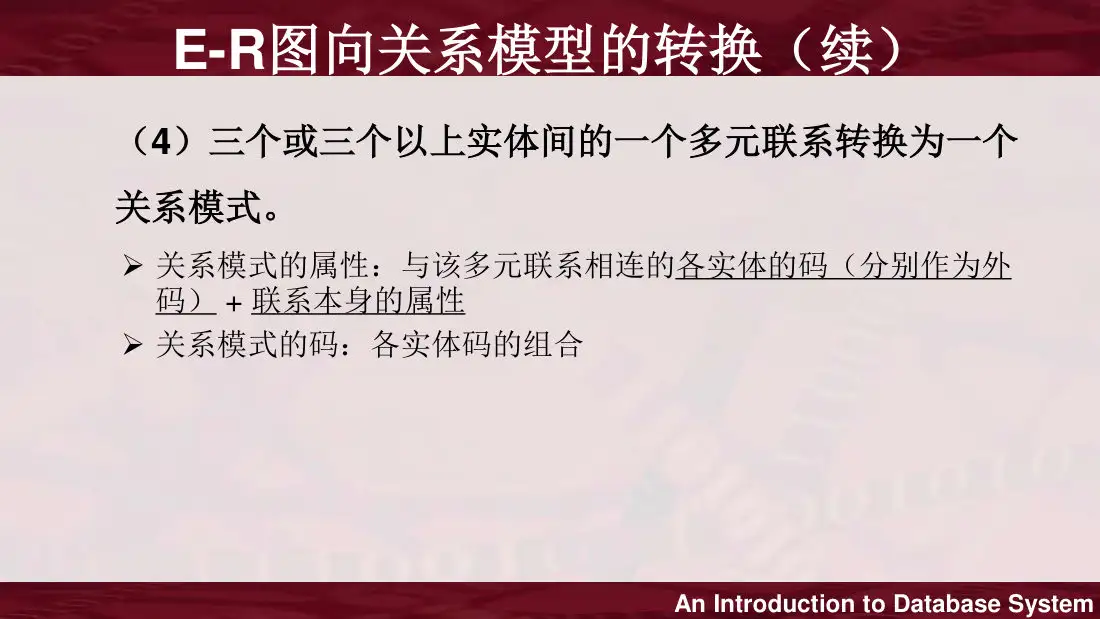 E-R图向关系模型的转换（续）
（4）三个或三个以上实体间的一个多元联系转换为一个
关系模式。
➢ 关系模式的属性：与该多元联系相连的各实体的码（分别作为外
码） + 联系本身的属性
➢ 关系模式的码：各实体码的组合
An Introduction to Database System